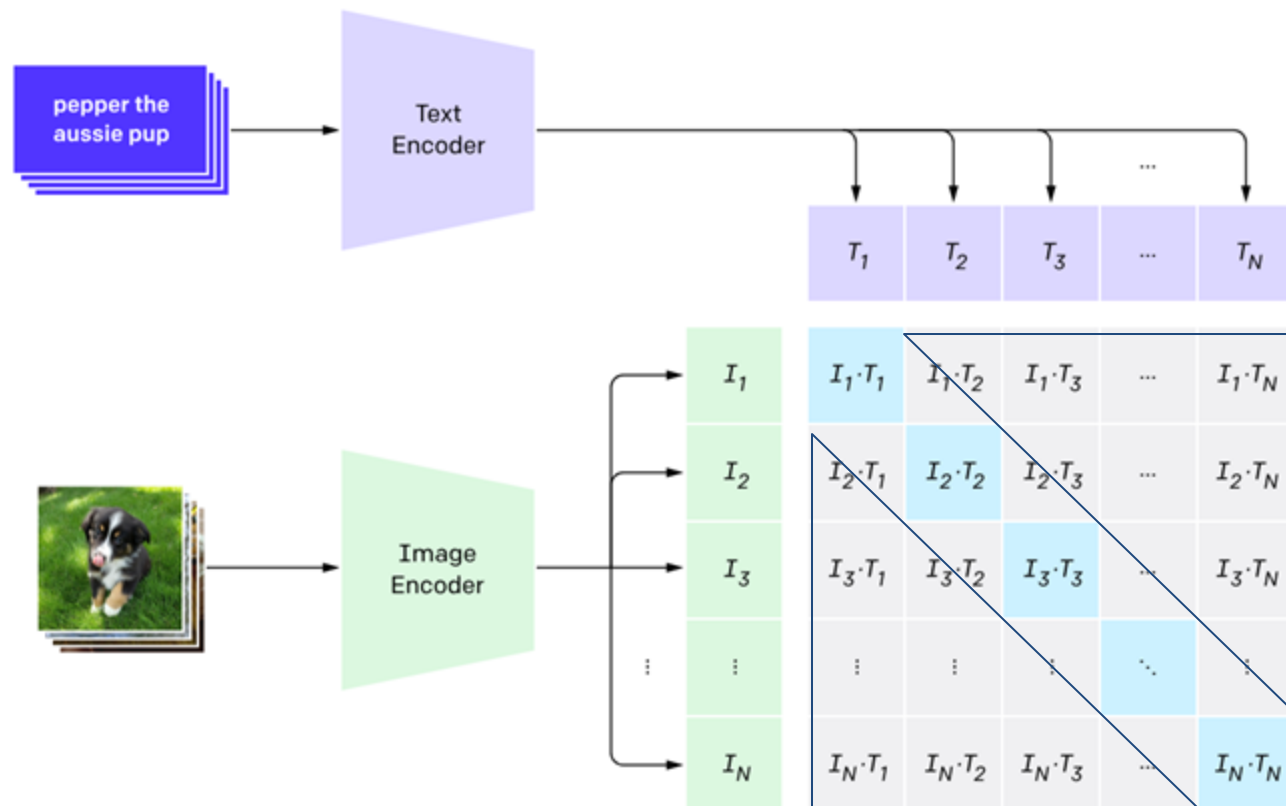 pepper the
aussie pup
Text
Encoder
...
T1 T2 T3 ... TN
I1 I1·T1 I1·T2 I1·T3 ... I1·TN
I2 I2·T1 I2·T2 I2·T3 ... I2·TN
Image
Encoder
I3 I3·T1 I3·T2 I3·T3 ... I3·TN
⋮ ⋮ ⋮ ⋮ ⋮ ⋱ ⋮
IN IN·T1 IN·T2 IN·T3 ... IN·TN